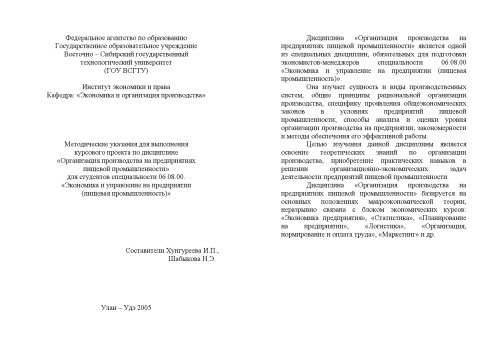 Федеральное агентство по образованию
Государственное образовательное учреждение
Восточно – Сибирский государственный
технологический университет
(ГОУ ВСГТУ)
Институт экономики и права
Кафедра: «Экономика и организация производства»
Методические указания для выполнения
курсового проекта по дисциплине
«Организация производства на предприятиях
пищевой промышленности»
для студентов специальности 06.08.00.
«Экономика и управление на предприятии
(пищевая промышленность)»
Составители Хунгуреева И.П.,
Шабыкова Н.Э.
Улан – Удэ 2005
Дисциплина «Организация производства на
предприятиях пищевой промышленности» является одной
из специальных дисциплин, обязательных для подготовки
экономистов-менеджеров специальности 06.08.00
«Экономика и управление на предприятии (пищевая
промышленность)».
Она изучает сущность и виды производственных
систем, общие принципы рациональной организации
производства, специфику проявления общеэкономических
законов в условиях предприятий пищевой
промышленности; способы анализа и оценки уровня
организации производства на предприятии, закономерности
и методы обеспечения его эффективной работы.
Целью изучения данной дисциплины является
освоение теоретических знаний по организации
производства, приобретение практических навыков в
решении организационно-экономических задач
деятельности предприятий пищевой промышленности.
Дисциплина «Организация производства на
предприятиях пищевой промышленности» базируется на
основных положениях макроэкономической теории,
неразрывно связана с блоком экономических курсов:
«Экономика предприятия», «Статистика», «Планирование
на предприятии», «Логистика», «Организация,
нормирование и оплата труда», «Маркетинг» и др.